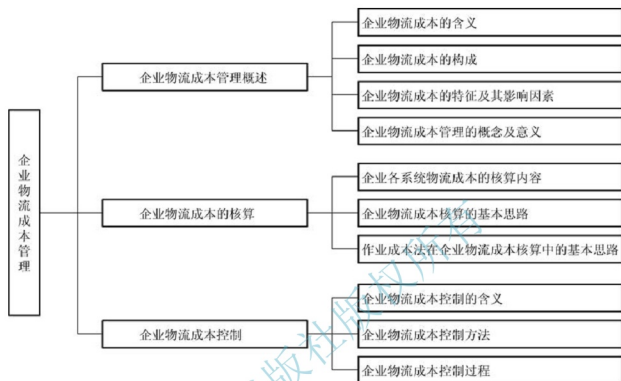 企业物流成本管理
企业物流成本管理概述
企业物流成本的含义
企业物流成本的构成
企业物流成本的特征及其影响因素
企业物流成本管理的概念及意义
企业物流成本的核算
企业各系统物流成本的核算内容
企业物流成本核算的基本思路
作业成本法在企业物流成本核算中的基本思路
企业物流成本控制
企业物流成本控制的含义
企业物流成本控制方法
企业物流成本控制过程
版社版权所有